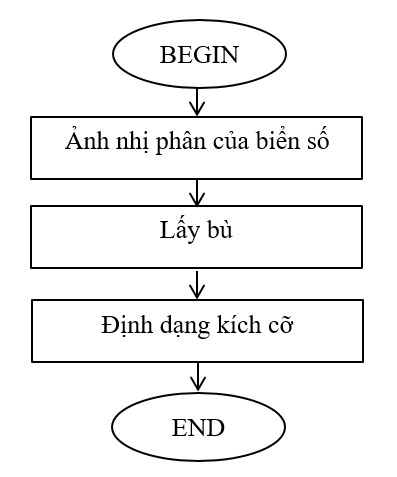 BEGIN
Ảnh nhị phân của biển số
Lấy bù
Định dạng kích cỡ
END